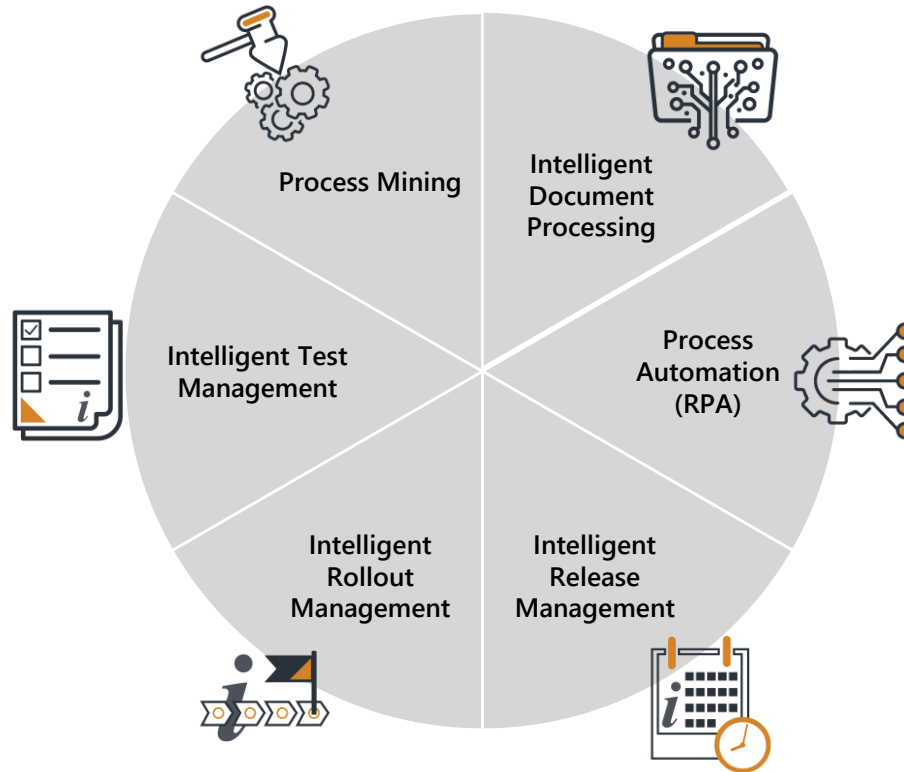 Process Mining
Intelligent
Document
Processing
Intelligent Test
Management
Process
Automation
(RPA)
Intelligent
Rollout
Management
Intelligent
Release
Management
i
i
i